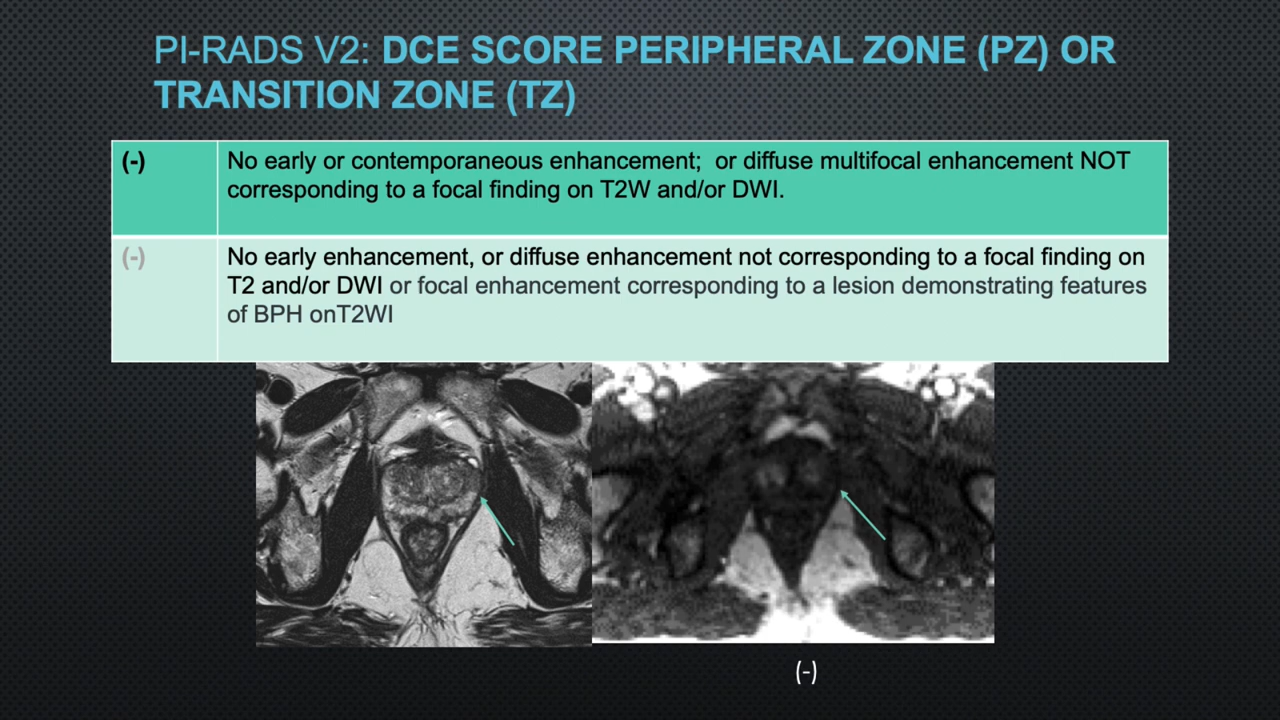 PI-RADS V2: DCE SCORE PERIPHERAL ZONE (PZ) OR
TRANSITION ZONE (TZ)
(-)
No early or contemporaneous enhancement;  or diffuse multifocal enhancement NOT
corresponding to a focal finding on T2W and/or DWI.
(-)
No early enhancement, or diffuse enhancement not corresponding to a focal finding on
T2 and/or DWI or focal enhancement corresponding to a lesion demonstrating features
of BPH onT2WI
(-)